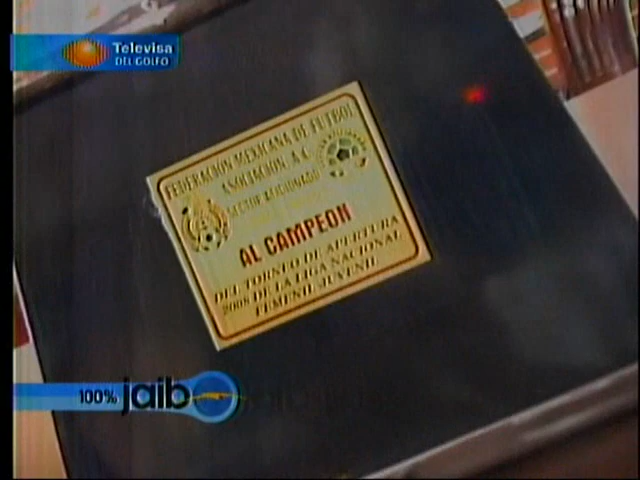 Televisa
DEL GOLFO
FEDERACION MEXICANA DE FUTBOL
ASOCIACION, A.C.
SECTOR AFICIONADO
AL CAMPEON
DEL TORNEO DE APERTURA
2008 DE LA LIGA NACIONAL
FEMENIL JUVENIL
100% jaibo